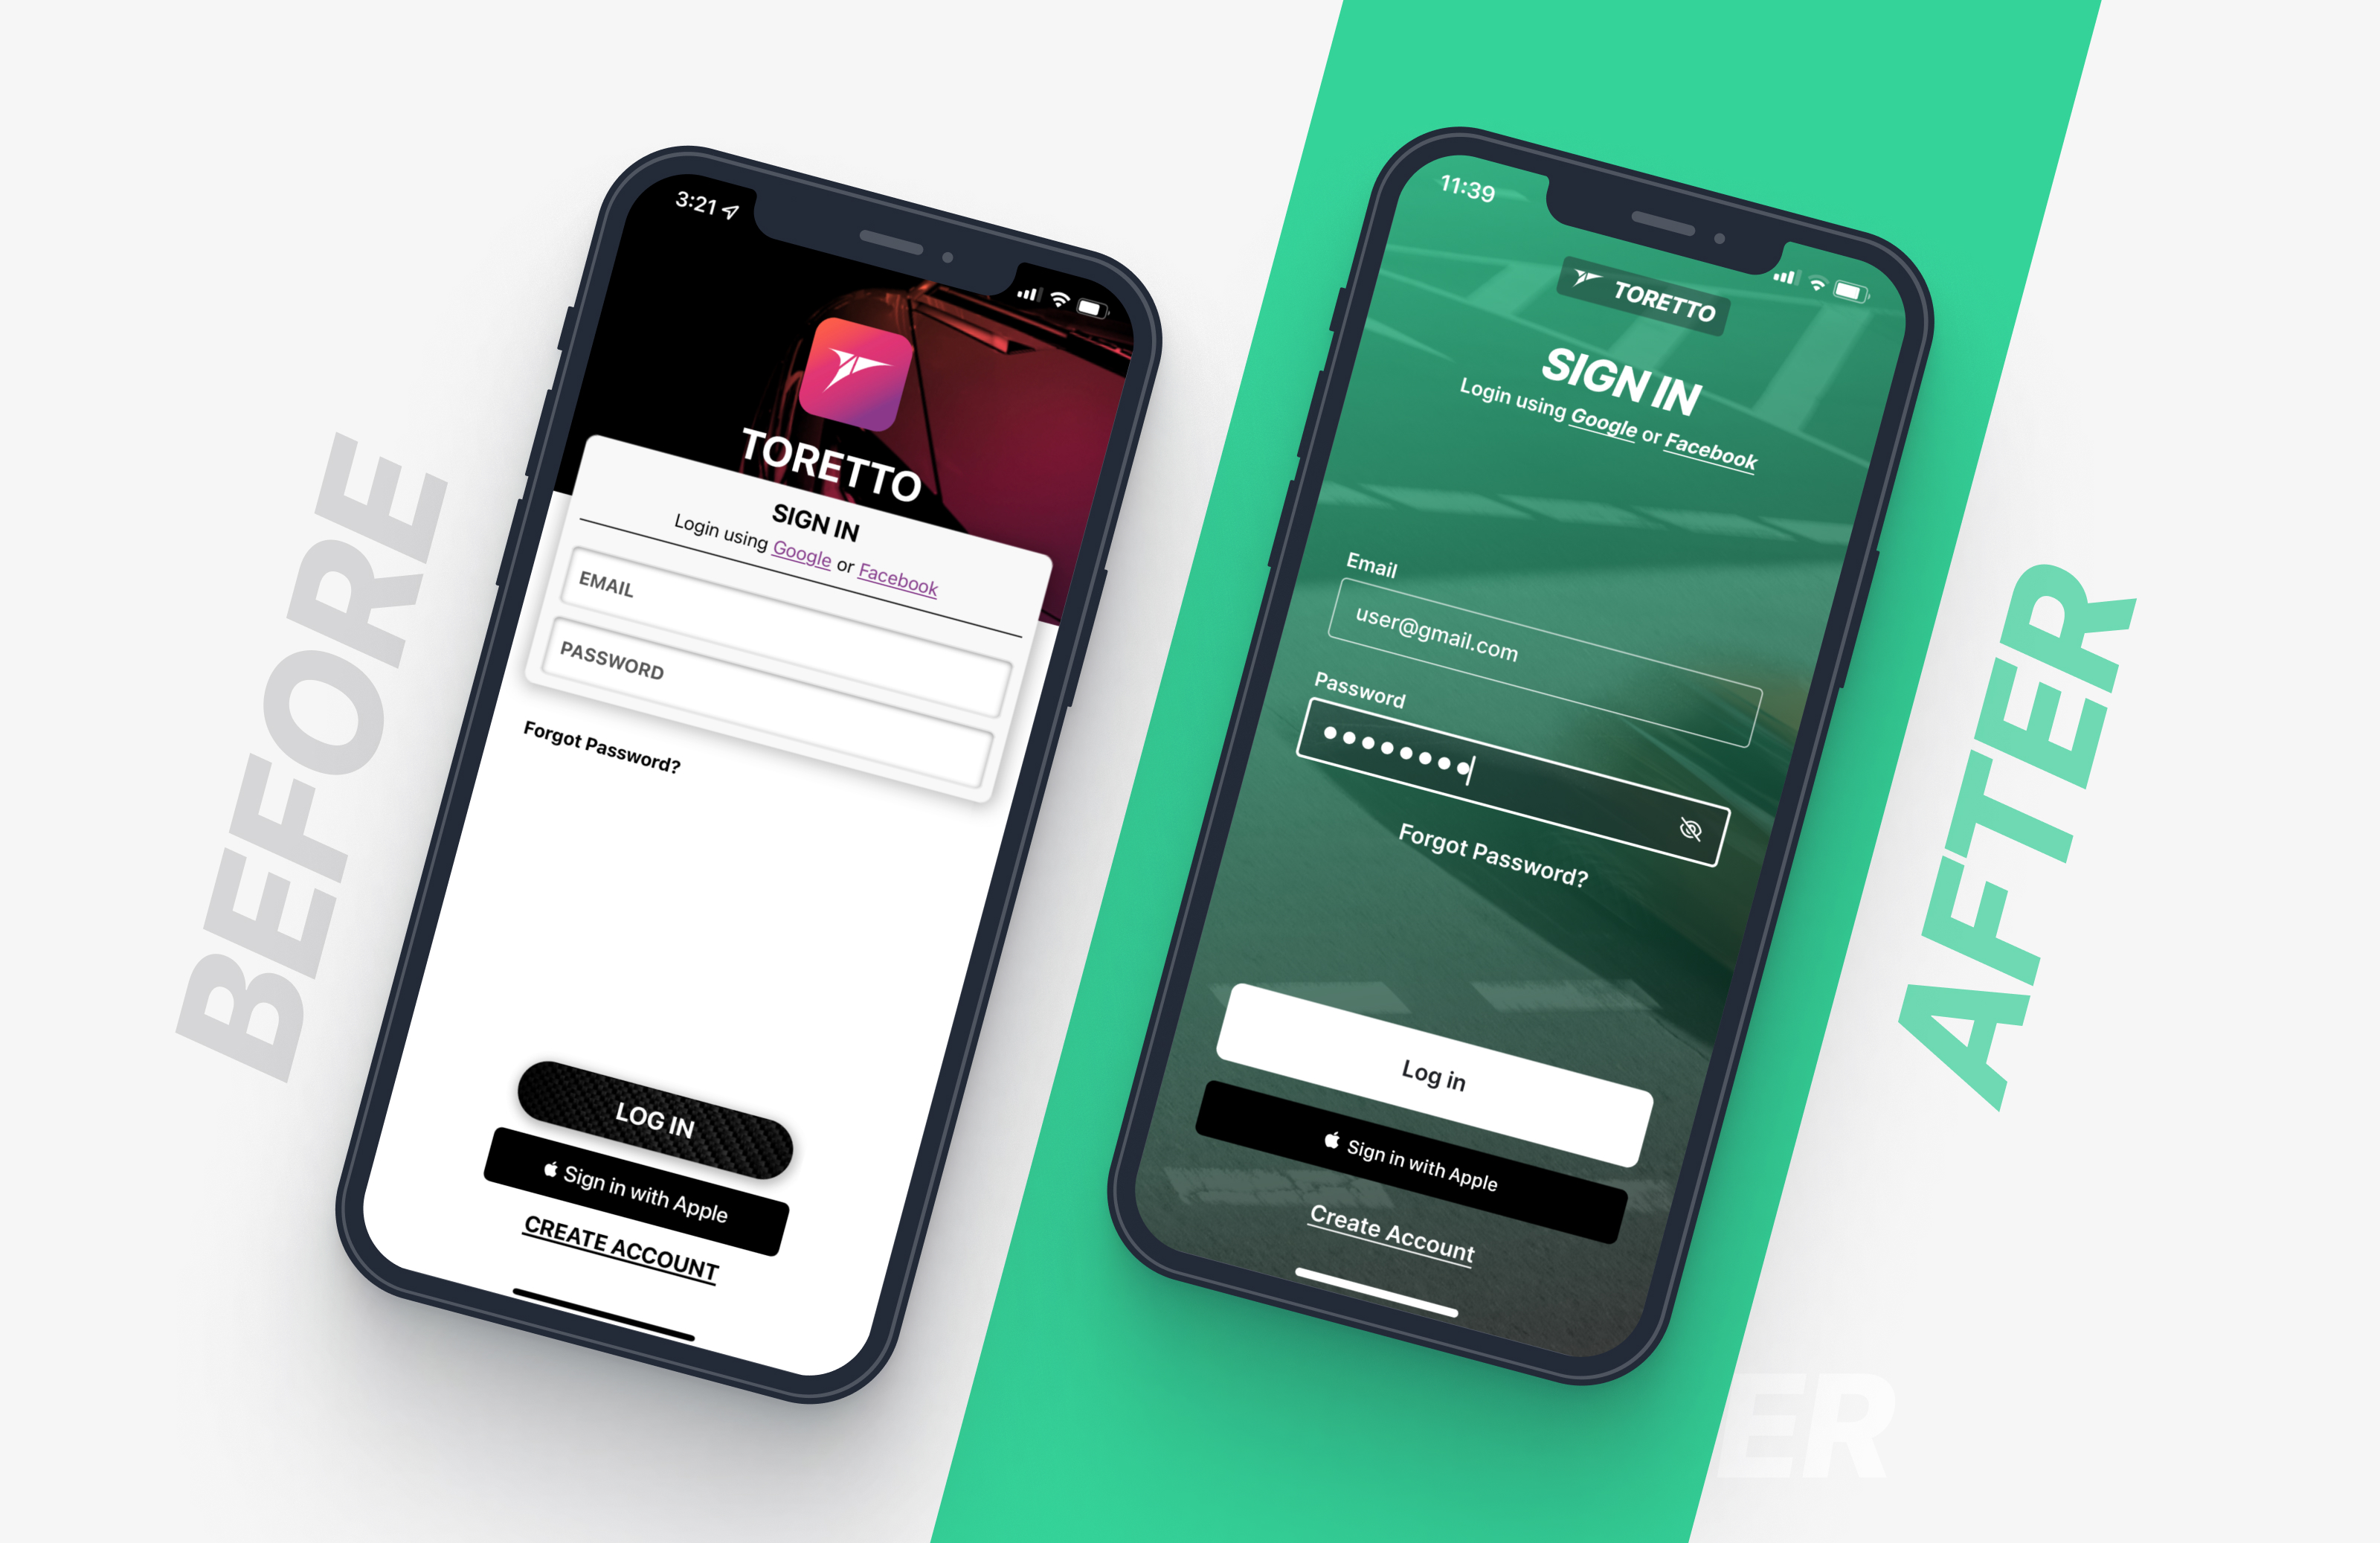 BEFORE
3:21
TORETTO
SIGN IN
Login using Google or Facebook
EMAIL
PASSWORD
Forgot Password?
LOG IN
Sign in with Apple
CREATE ACCOUNT
11:39
TORETTO
SIGN IN
Login using Google or Facebook
Email
user@gmail.com
Password
Forgot Password?
Log in
Sign in with Apple
Create Account
AFTER
ER